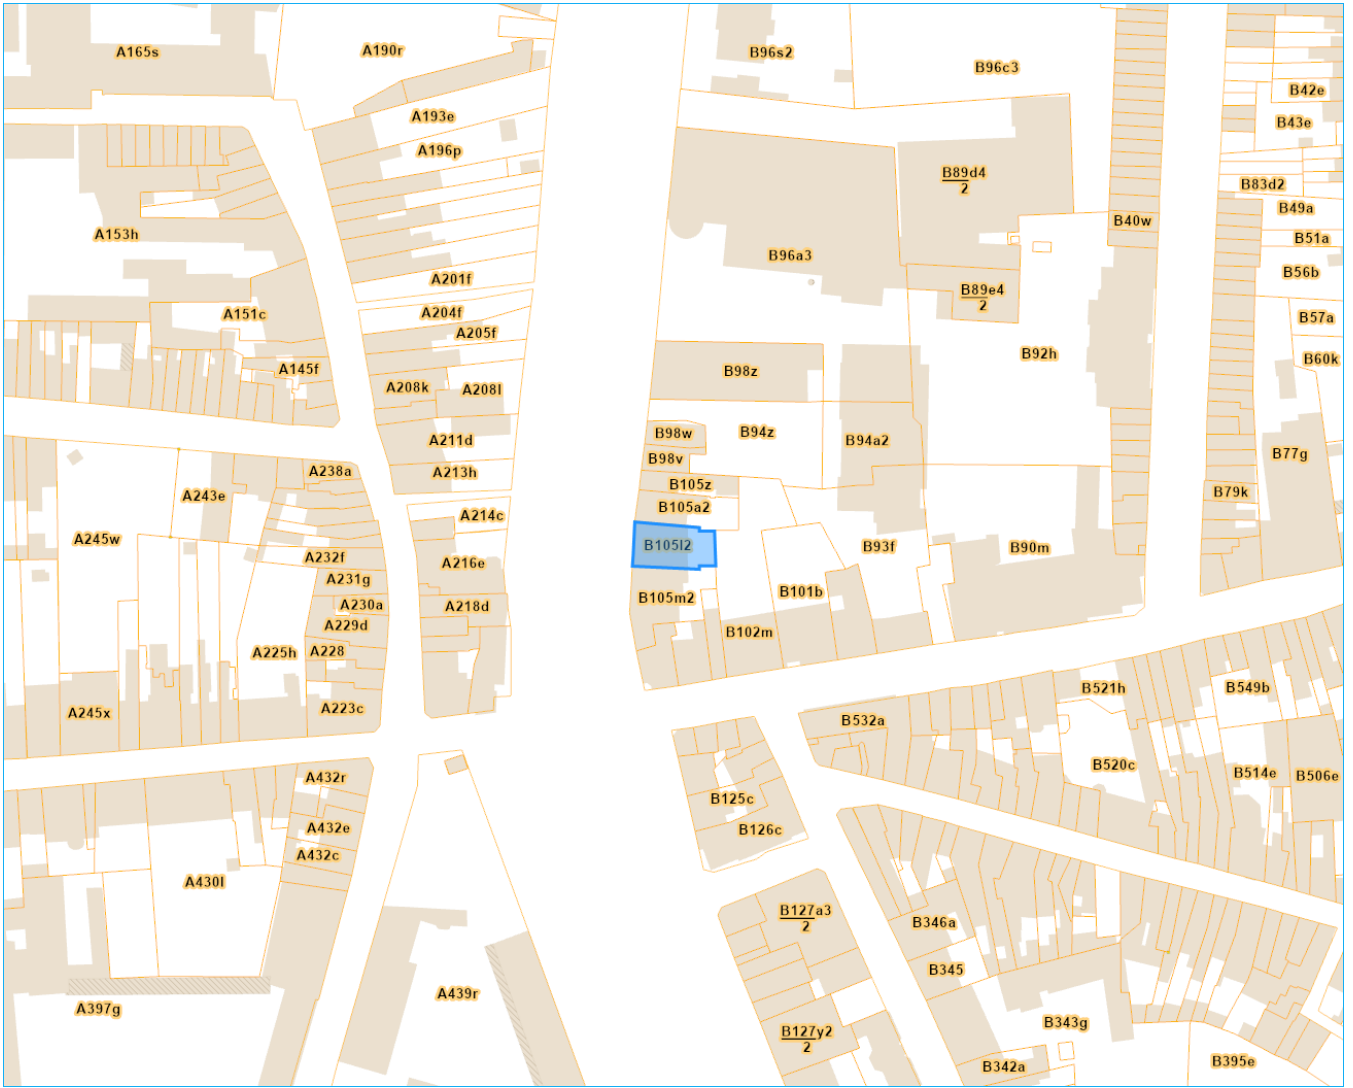 A165s
A190r
B96s2
B96c3
B42e
A193e
B43e
A196p
B89d4
2
B83d2
B49a
B40w
A153h
B51a
B96a3
B56b
A201f
B89e4
2
A151c
A204f
B57a
A205f
B92h
B60k
A145f
B98z
A208k
A208l
B98w
B94z
A211d
B94a2
B77g
B98v
A238a
A213h
B105z
B79k
A243e
B105a2
A214c
A245w
B105l2
B93f
B90m
A232f
A216e
A231g
B101b
A230a
A218d
B105m2
A229d
B102m
A228
A225h
B521h
B549b
A223c
A245x
B532a
B520c
B514e
B506e
A432r
B125c
A432e
B126c
A432c
A430l
B127a3
2
B346a
B345
A439r
A397g
B343g
B127y2
2
B395e
B342a